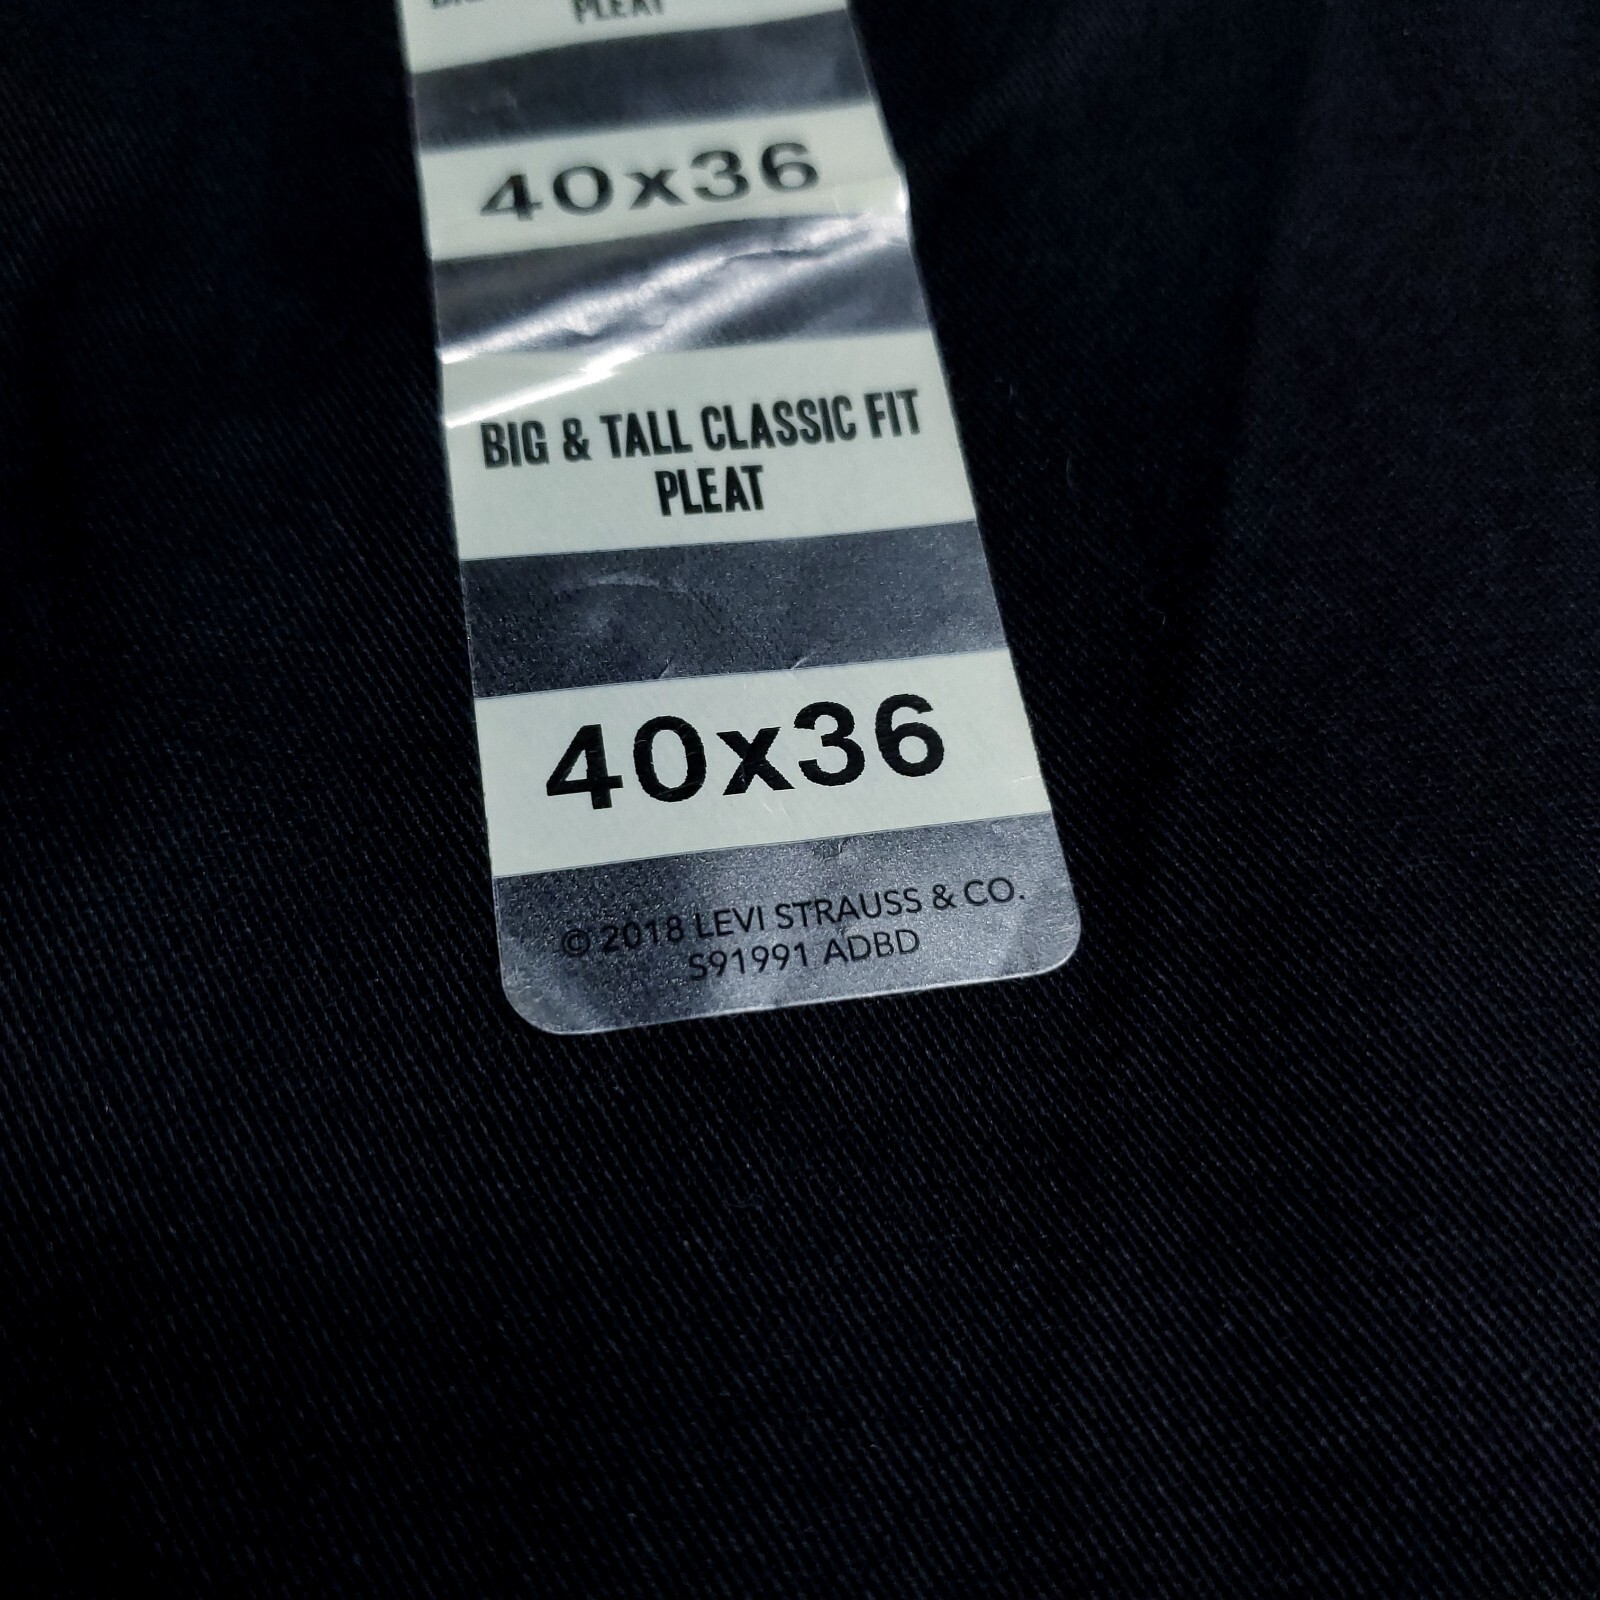 PLEAT
40x36
BIG & TALL CLASSIC FIT
PLEAT
40x36
© 2018 LEVI STRAUSS & CO.
S91991 ADBD